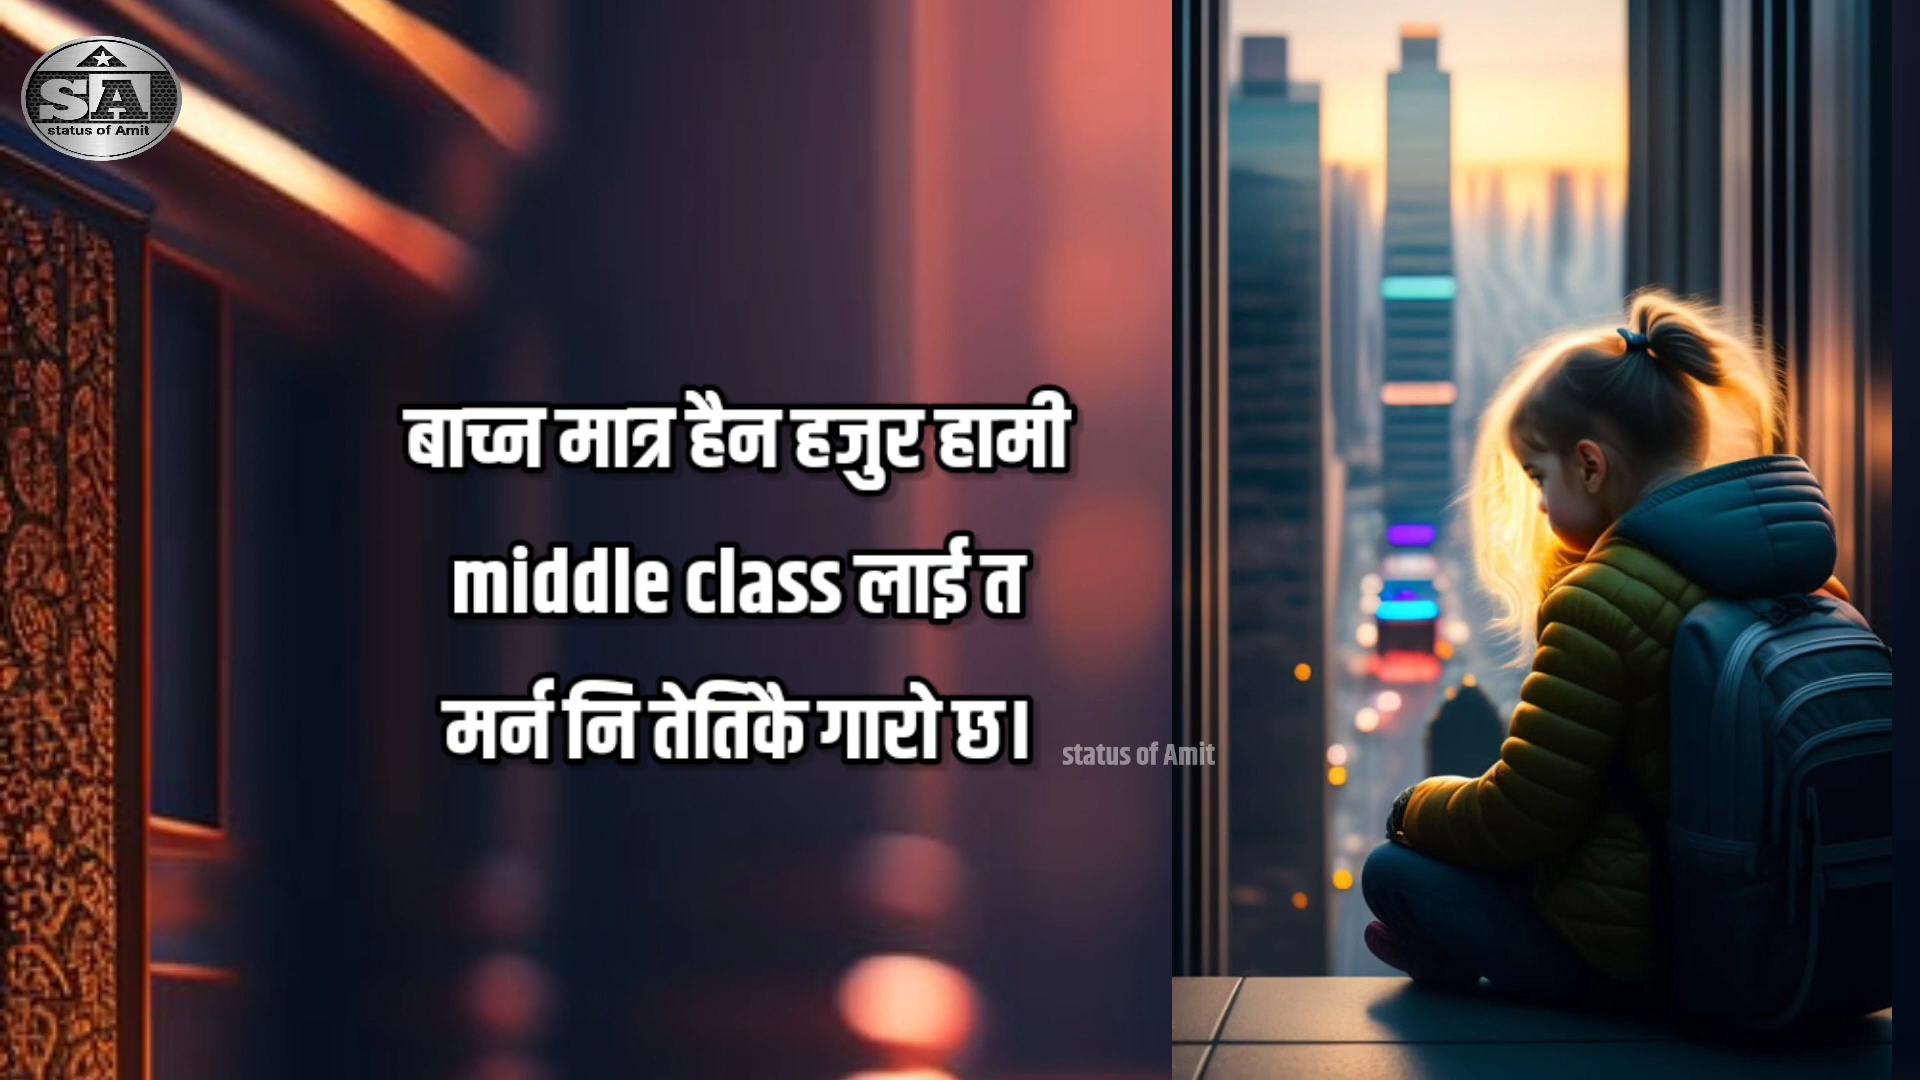 SA
status of Amit
बाच्न मात्र हैन हजुर हामी
middle class लाई त
मर्न नि तेतिकै गारो छ।
status of Amit